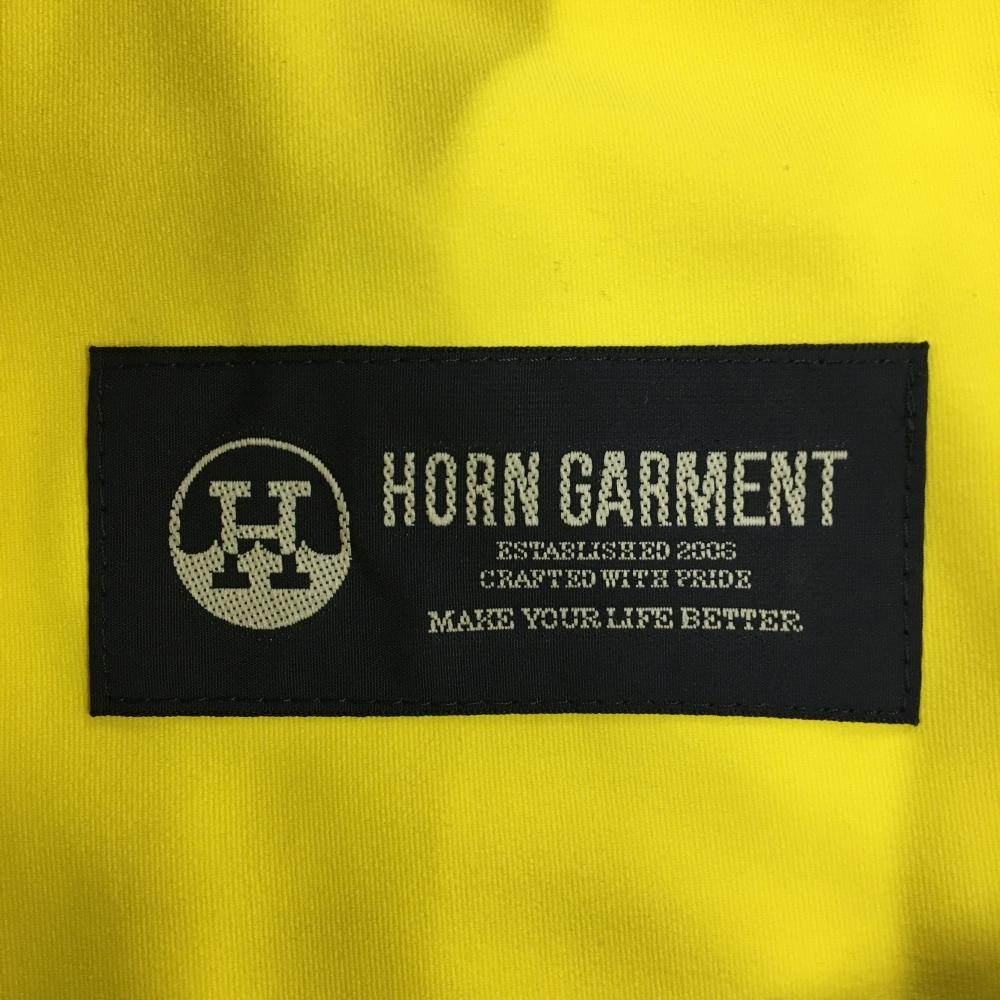 H
HORN GARMENT
ESTABLISHED 2006
CRAFTED WITH PRIDE
MAKE YOUR LIFE BETTER